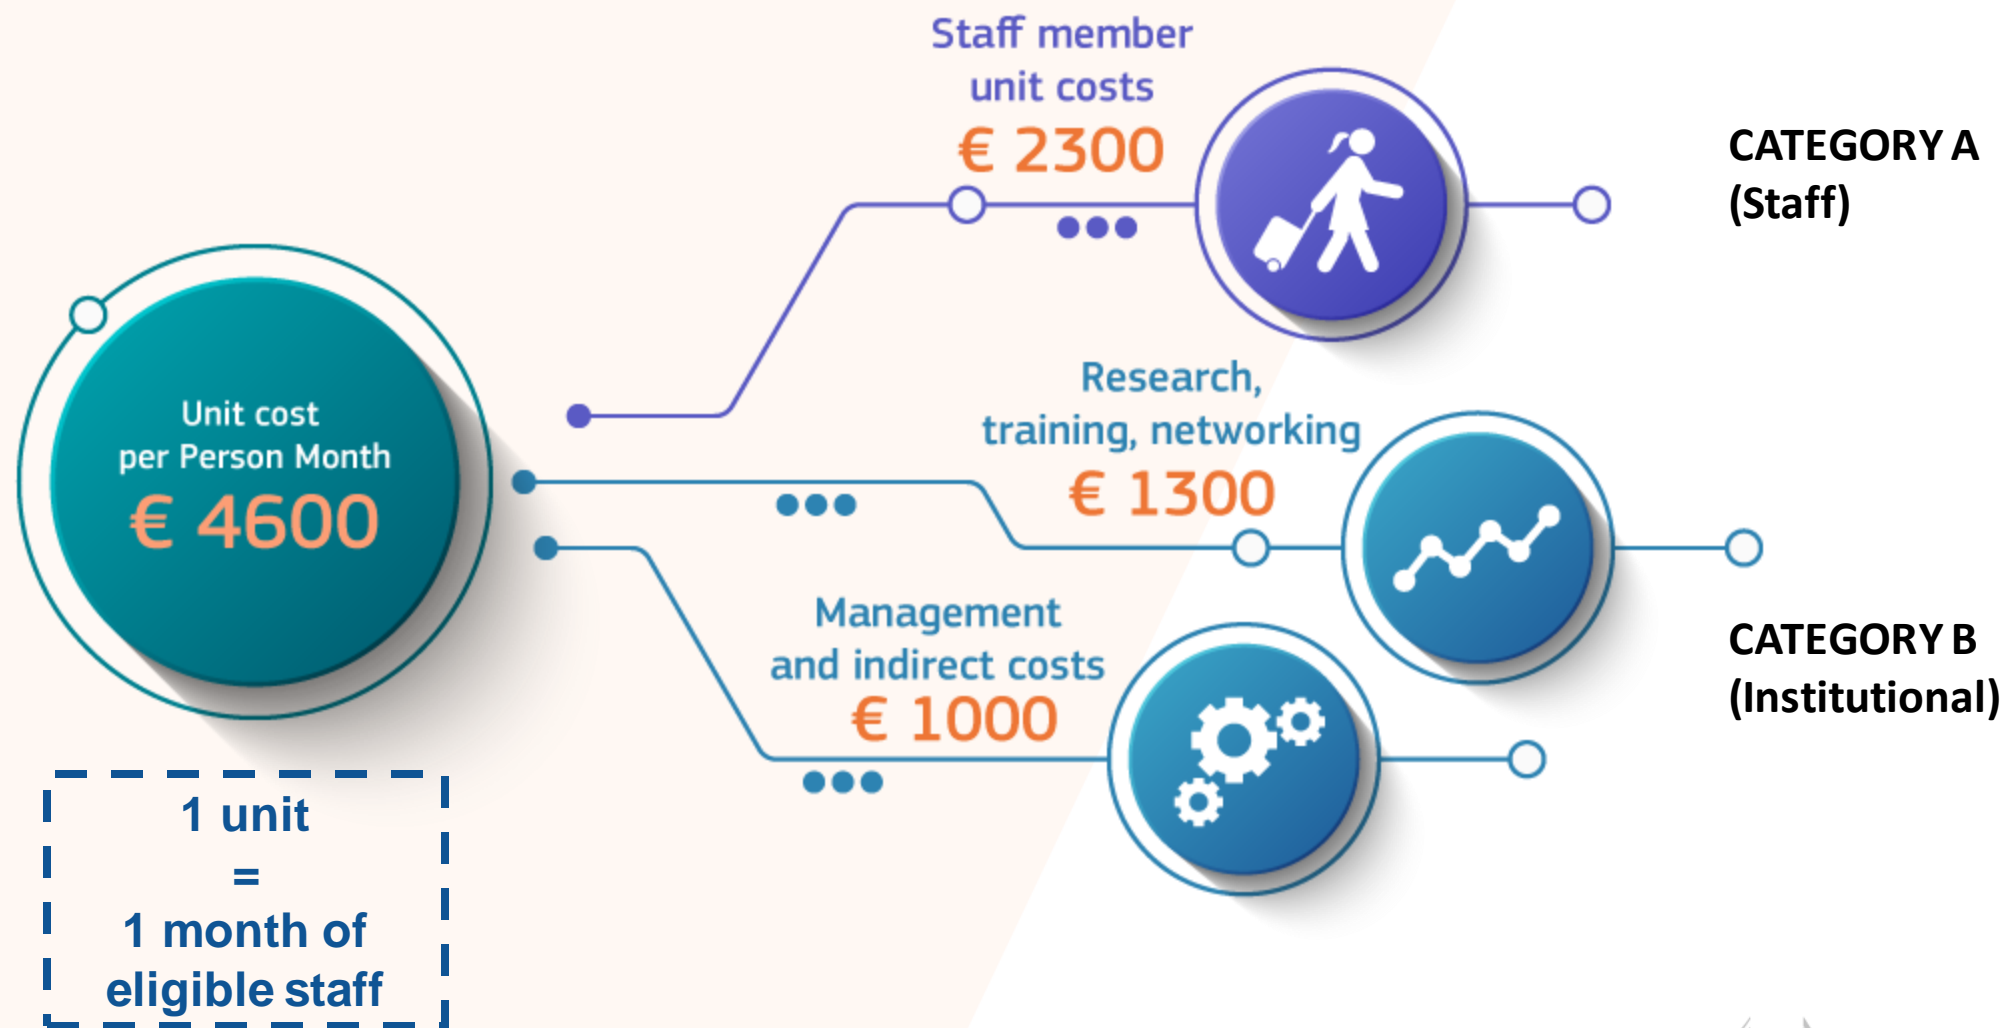 Staff member
unit costs
€ 2300
CATEGORY A
(Staff)
Unit cost
per Person Month
€ 4600
Research,
training, networking
€ 1300
Management
and indirect costs
€ 1000
CATEGORY B
(Institutional)
1 unit
=
1 month of
eligible staff